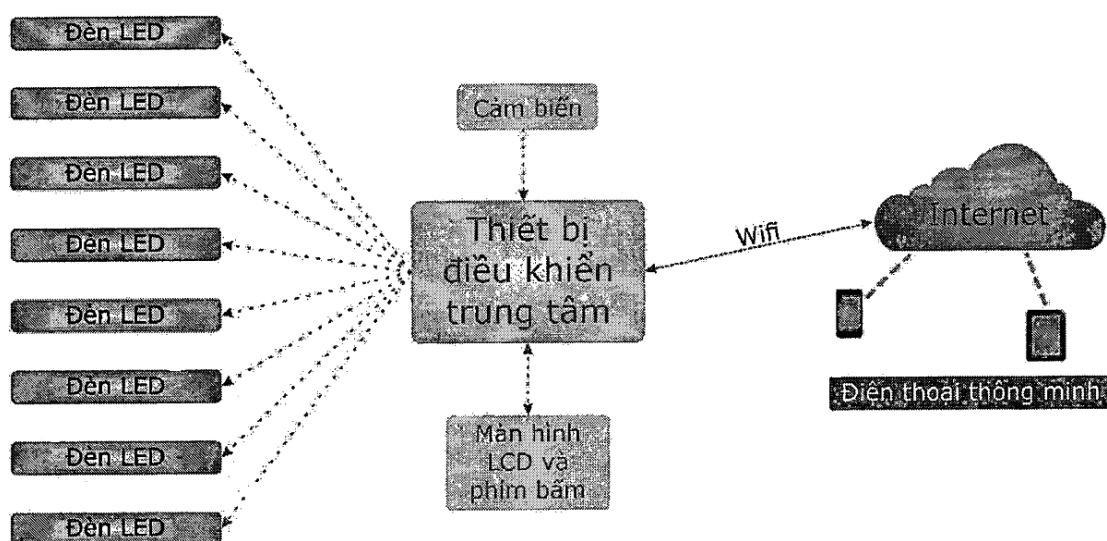 Đèn LED
Đèn LED
Đèn LED
Đèn LED
Đèn LED
Đèn LED
Đèn LED
Đèn LED
Cảm biến
Thiết bị
điều khiển
trung tâm
Màn hình
LCD và
phím bấm
Wifi
Internet
Điện thoại thông minh